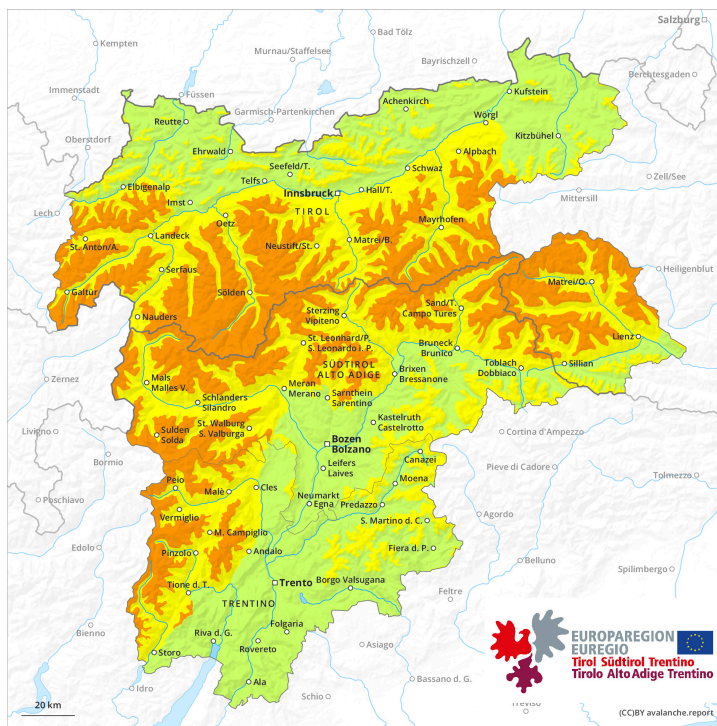 Salzburg
Kempten
Bad Tölz
Murnau/Staffelsee
Bayrischzell
Berchtesgaden
Immenstadt
Füssen
Garmisch-Partenkirchen
Achenkirch
Kufstein
Reutte
Wörgl
Oberstdorf
Ehrwald
Kitzbühel
Seefeld/T.
Alpbach
Telfs
Schwaz
Zell/See
Elbigenalp
Innsbruck
Hall/T.
Mittersill
Imst
Lech
TIROL
Oetz
Mayrhofen
St. Anton/A.
Landeck
Neustift/St.
Matrei/B.
Heiligenblut
Serfaus
Matrei/O.
Galtür
Sölden
Sand/T.
Campo Tures
Nauders
Sterzing
Vipiteno
Lienz
St. Leonhard/P.
S. Leonardo i. P.
Bruneck
Brunico
Sillian
SÜDTIROL
ALTO ADIGE
Toblach
Dobbiaco
Brixen
Bressanone
Zernez
Mals
Malles V.
Meran
Merano
Sarnthein
Sarentino
Schlanders
Silandro
St. Walburg
S. Valburga
Kastelruth
Castelrotto
Livigno
Sulden
Solda
Cortina d'Ampezzo
Bozen
Bolzano
Bormio
Canazei
Pieve di Cadore
Leifers
Laives
Tolmezzo
Peio
Moena
Poschiavo
Malè
Cles
Neumarkt
Egna
Predazzo
Vermiglio
Agordo
S. Martino d. C.
M. Campiglio
Edolo
Pinzolo
Andalo
Fiera d. P.
Belluno
Spilimbergo
Trento
Borgo Valsugana
Tione d. T.
Feltre
TRENTINO
Bienno
Folgaria
Riva d. G.
Rovereto
Asiago
Storo
Bassano d. G.
Idro
Ala
Schio
EUROPAREGION
EUREGIO
Tirol Südtirol Trentino
Tirolo Alto Adige Trentino
Treviso
20 km
(CC)BY avalanche.report